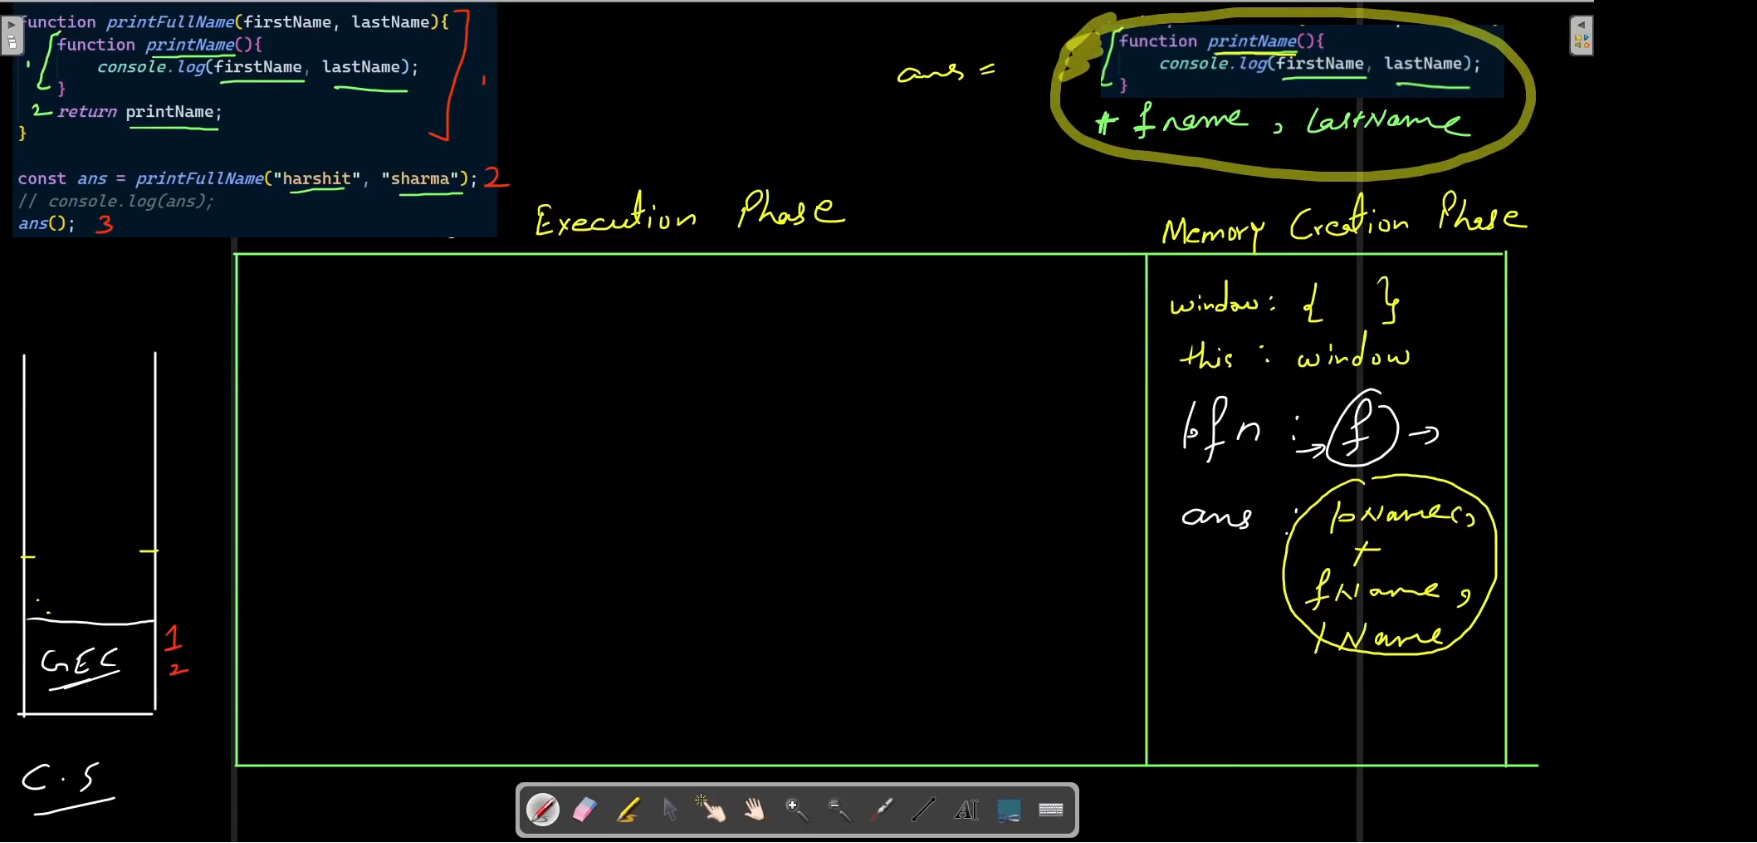 function printFullName(firstName, lastName){
function printName(){
console.log(firstName, lastName);
}
2 return printName;
}
const ans = printFullName("harshit", "sharma"); 2
// console.log(ans);
ans(); 3
ans =
function printName(){
console.log(firstName, lastName);
}
+ fname, lastName
Execution Phase
Memory Creation Phase
window: { }
this : window
pfn : → f →
ans : pName(),
+
fName,
lName
1
GEC
2
C.S
AI